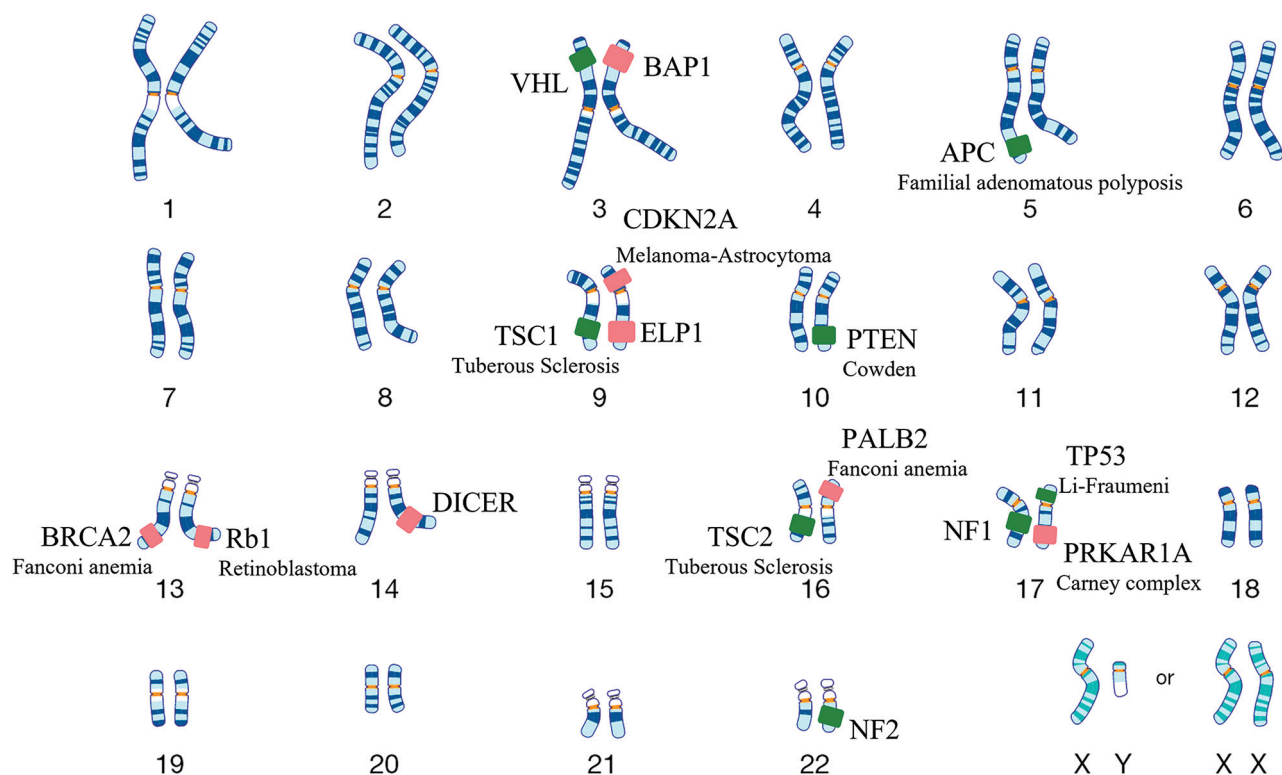 VHL
BAP1
APC
Familial adenomatous polyposis
1
2
3
4
5
6
CDKN2A
Melanoma-Astrocytoma
TSC1
Tuberous Sclerosis
ELP1
PTEN
Cowden
7
8
9
10
11
12
BRCA2
Fanconi anemia
Rb1
Retinoblastoma
DICER
PALB2
Fanconi anemia
TSC2
Tuberous Sclerosis
TP53
Li-Fraumeni
NF1
PRKAR1A
Carney complex
13
14
15
16
17
18
NF2
or
19
20
21
22
X Y
X X